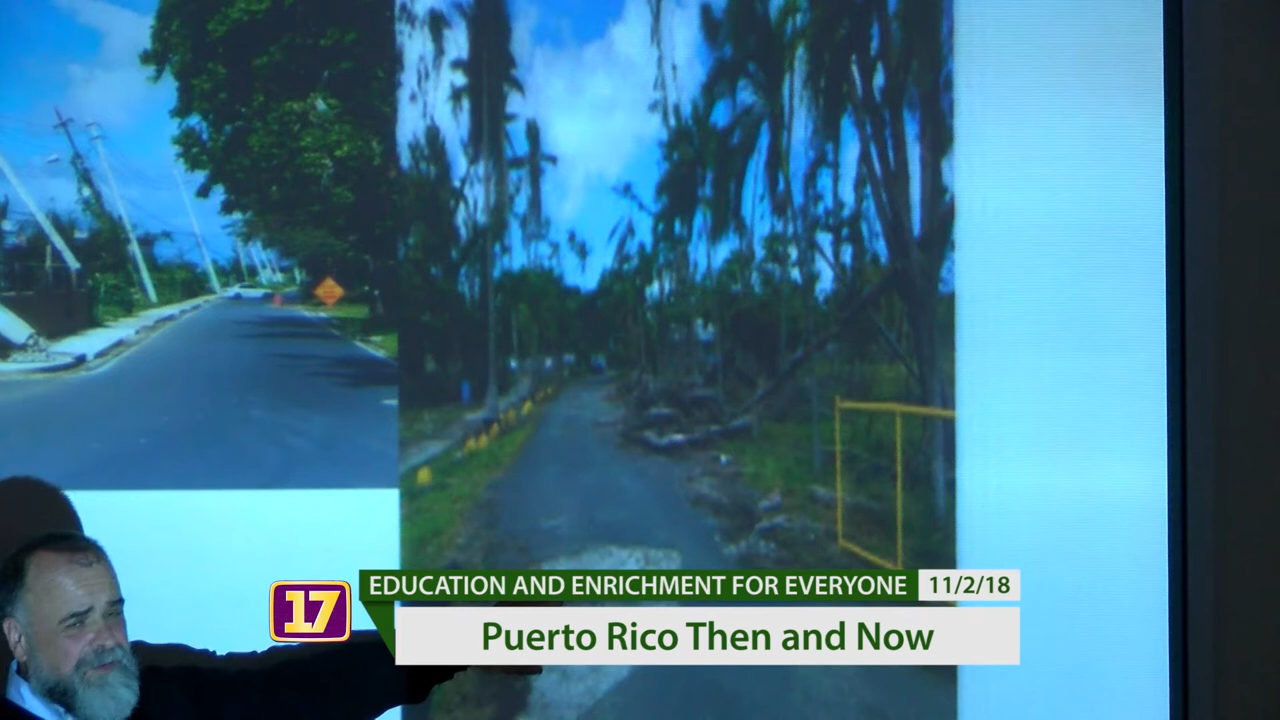 17
EDUCATION AND ENRICHMENT FOR EVERYONE
11/2/18
Puerto Rico Then and Now